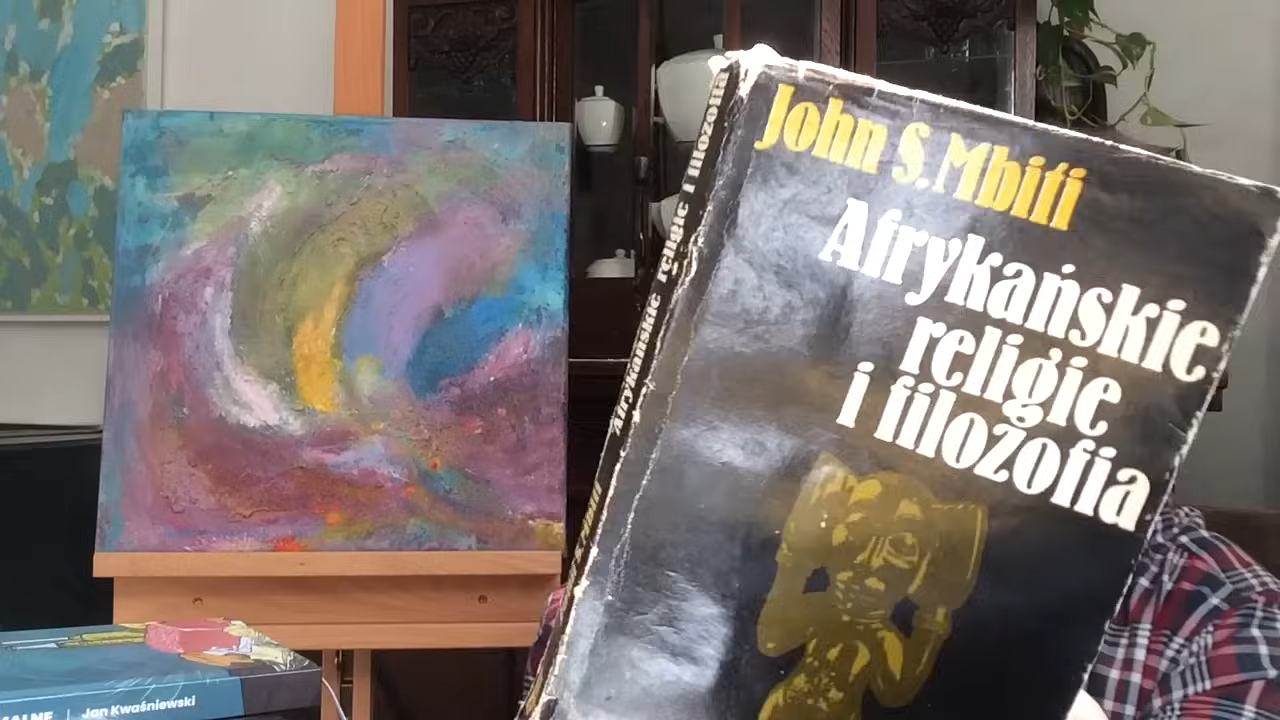 John S. Mbiti
Afrykańskie
religie
i filozofia
Afrykańskie religie i filozofia
Jan Kwaśniewski